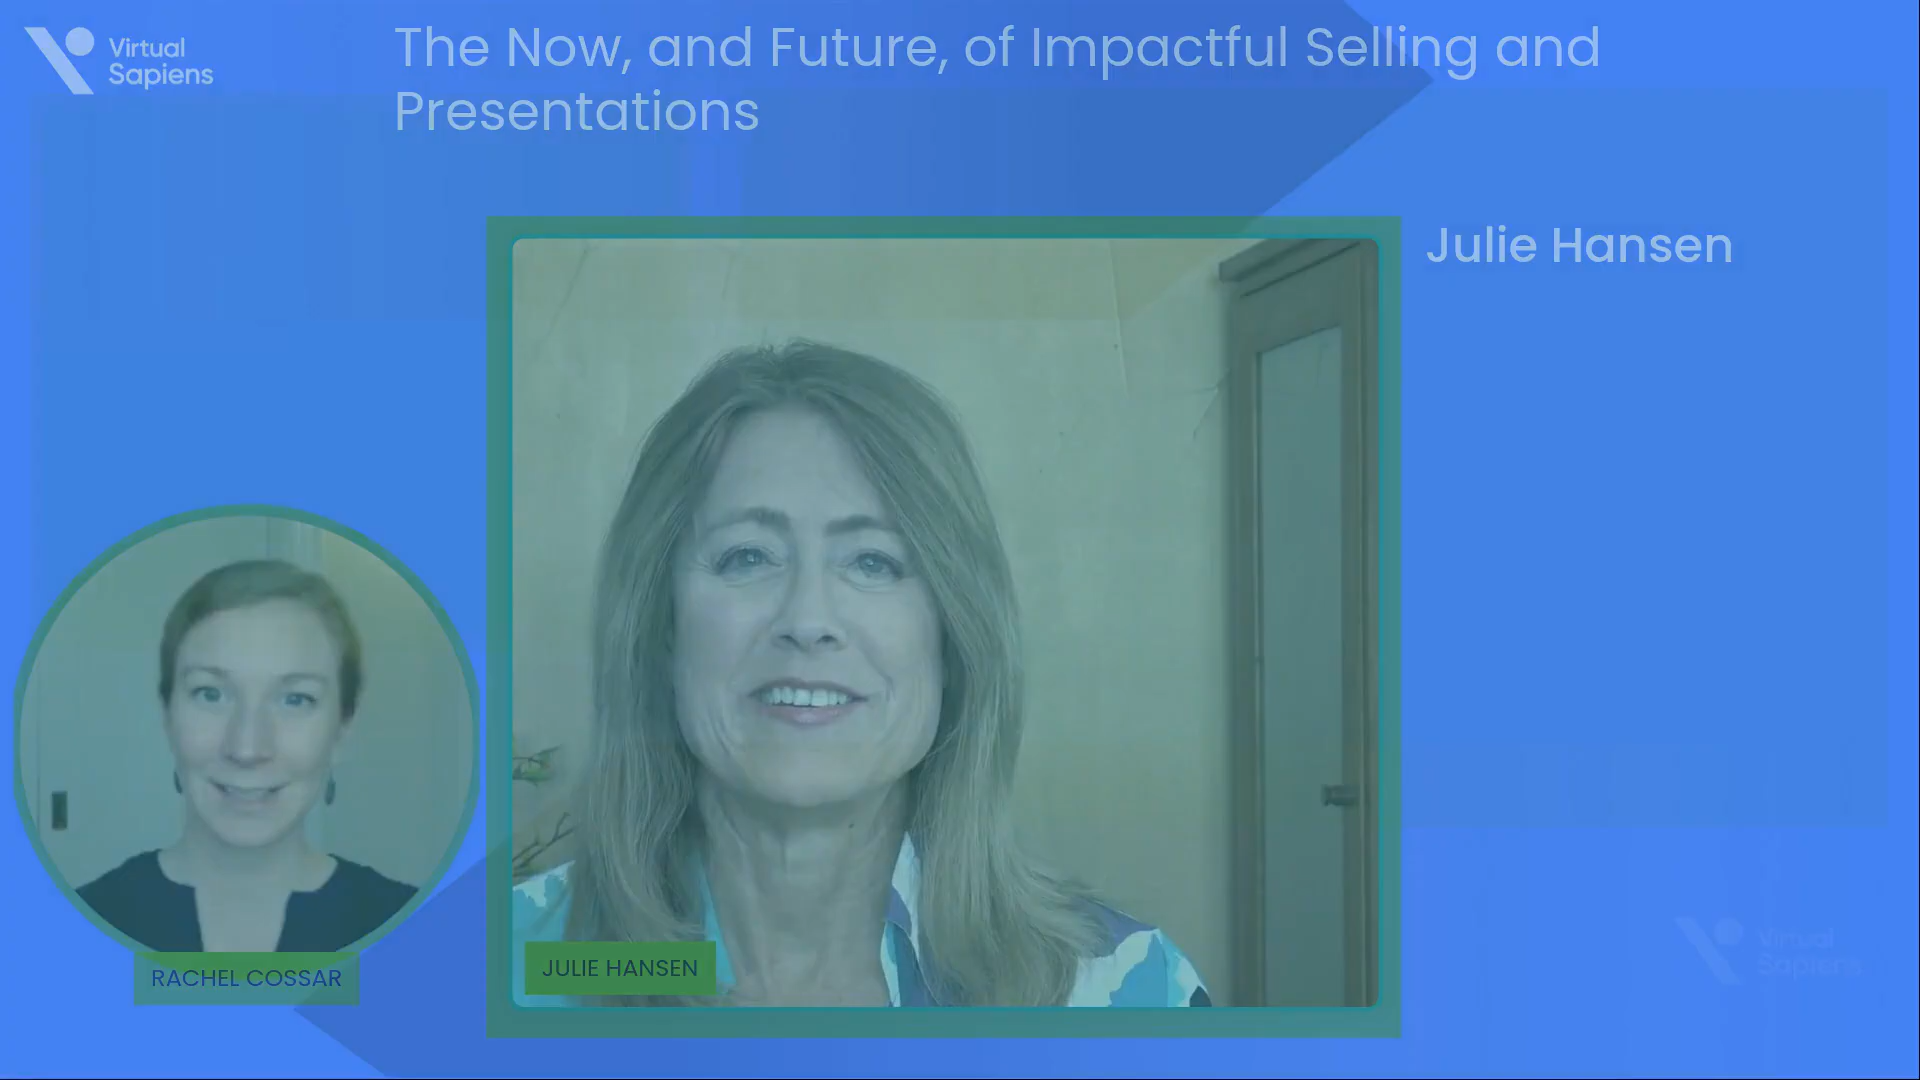 Virtual
Sapiens
The Now, and Future, of Impactful Selling and
Presentations
Julie Hansen
RACHEL COSSAR
JULIE HANSEN
Virtual
Sapiens